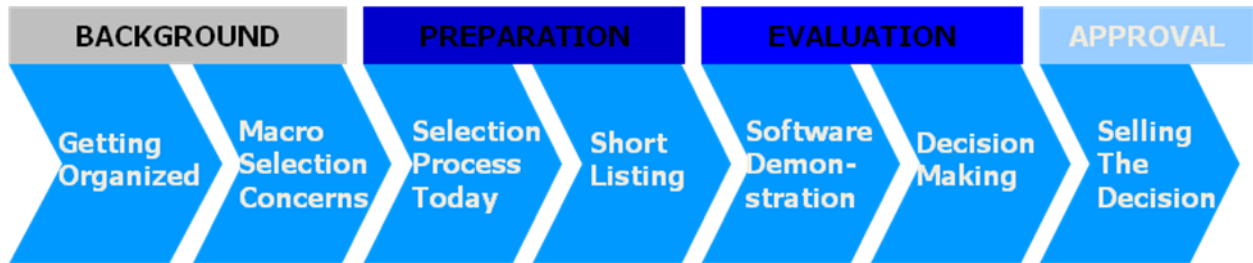 BACKGROUND
PREPARATION
EVALUATION
APPROVAL
Getting
Organized
Macro
Selection
Concerns
Selection
Process
Today
Short
Listing
Software
Demon-
stration
Decision
Making
Selling
The
Decision